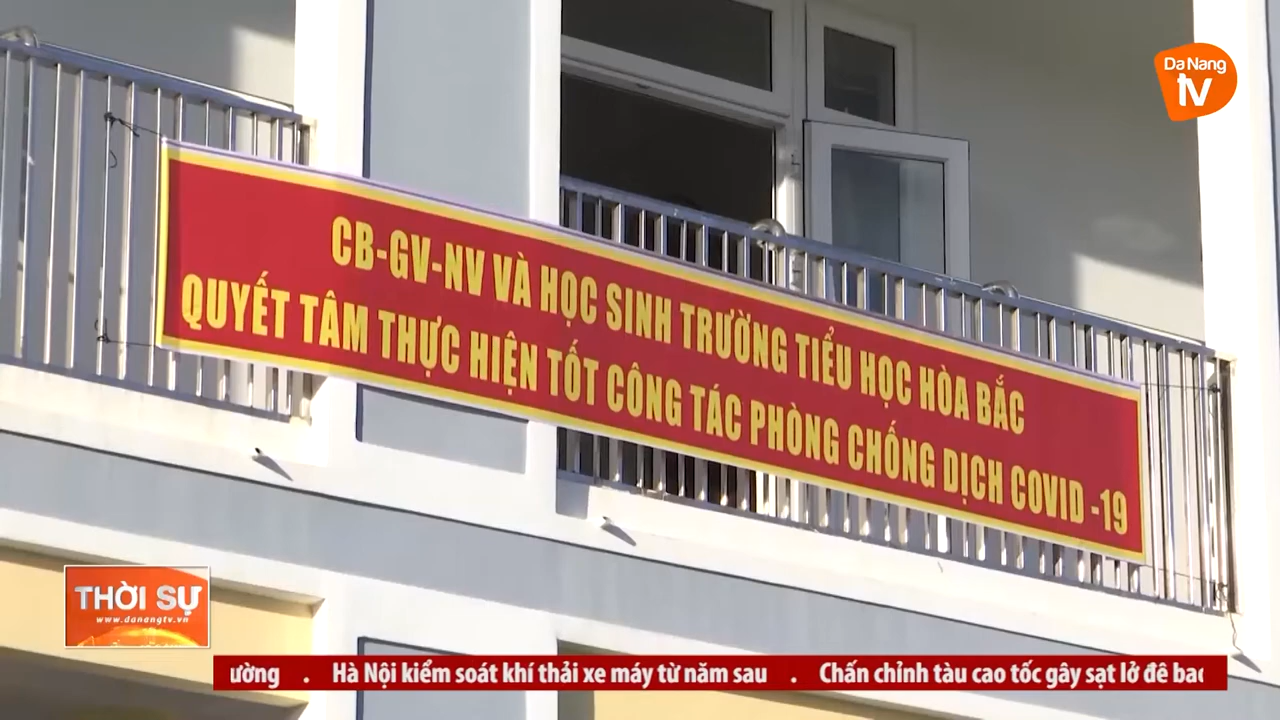 Da Nang
tv
CB-GV-NV VÀ HỌC SINH TRƯỜNG TIỂU HỌC HÒA BẮC
QUYẾT TÂM THỰC HIỆN TỐT CÔNG TÁC PHÒNG CHỐNG DỊCH COVID -19
THỜI SỰ
www.danangtv.vn
ường . Hà Nội kiểm soát khí thải xe máy từ năm sau . Chấn chỉnh tàu cao tốc gây sạt lở đê bao